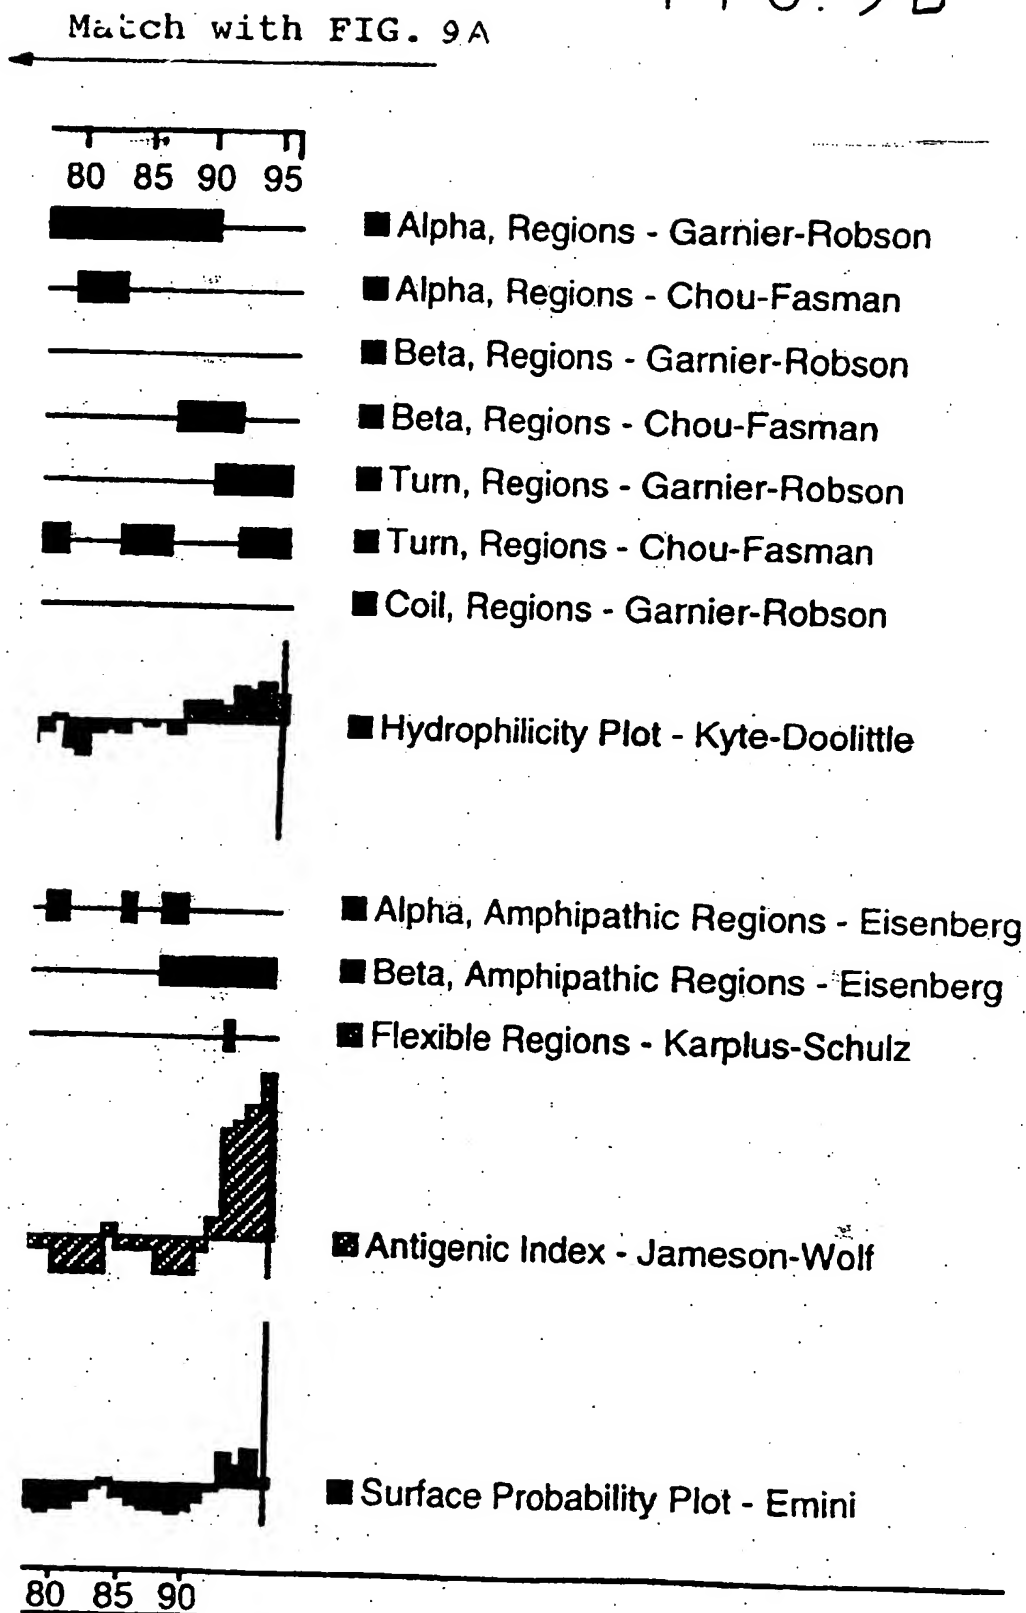 FIG. 9B
Match with FIG. 9A
80 85 90 95
Alpha, Regions - Garnier-Robson
Alpha, Regions - Chou-Fasman
Beta, Regions - Garnier-Robson
Beta, Regions - Chou-Fasman
Turn, Regions - Garnier-Robson
Turn, Regions - Chou-Fasman
Coil, Regions - Garnier-Robson
Hydrophilicity Plot - Kyte-Doolittle
Alpha, Amphipathic Regions - Eisenberg
Beta, Amphipathic Regions - Eisenberg
Flexible Regions - Karplus-Schulz
Antigenic Index - Jameson-Wolf
Surface Probability Plot - Emini
80 85 90